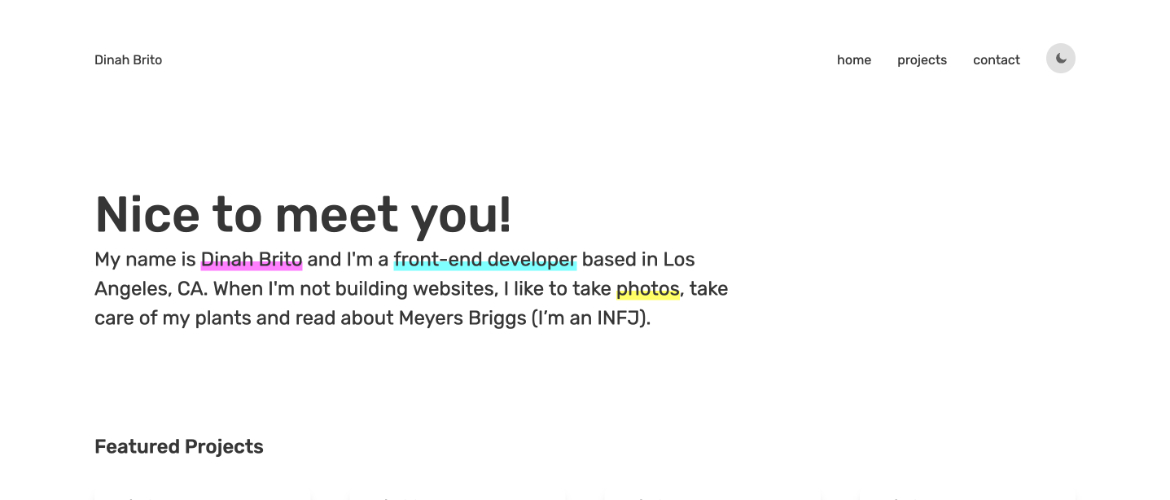 Dinah Brito
home projects contact
Nice to meet you!
My name is Dinah Brito and I'm a front-end developer based in Los
Angeles, CA. When I'm not building websites, I like to take photos, take
care of my plants and read about Meyers Briggs (I’m an INFJ).
Featured Projects